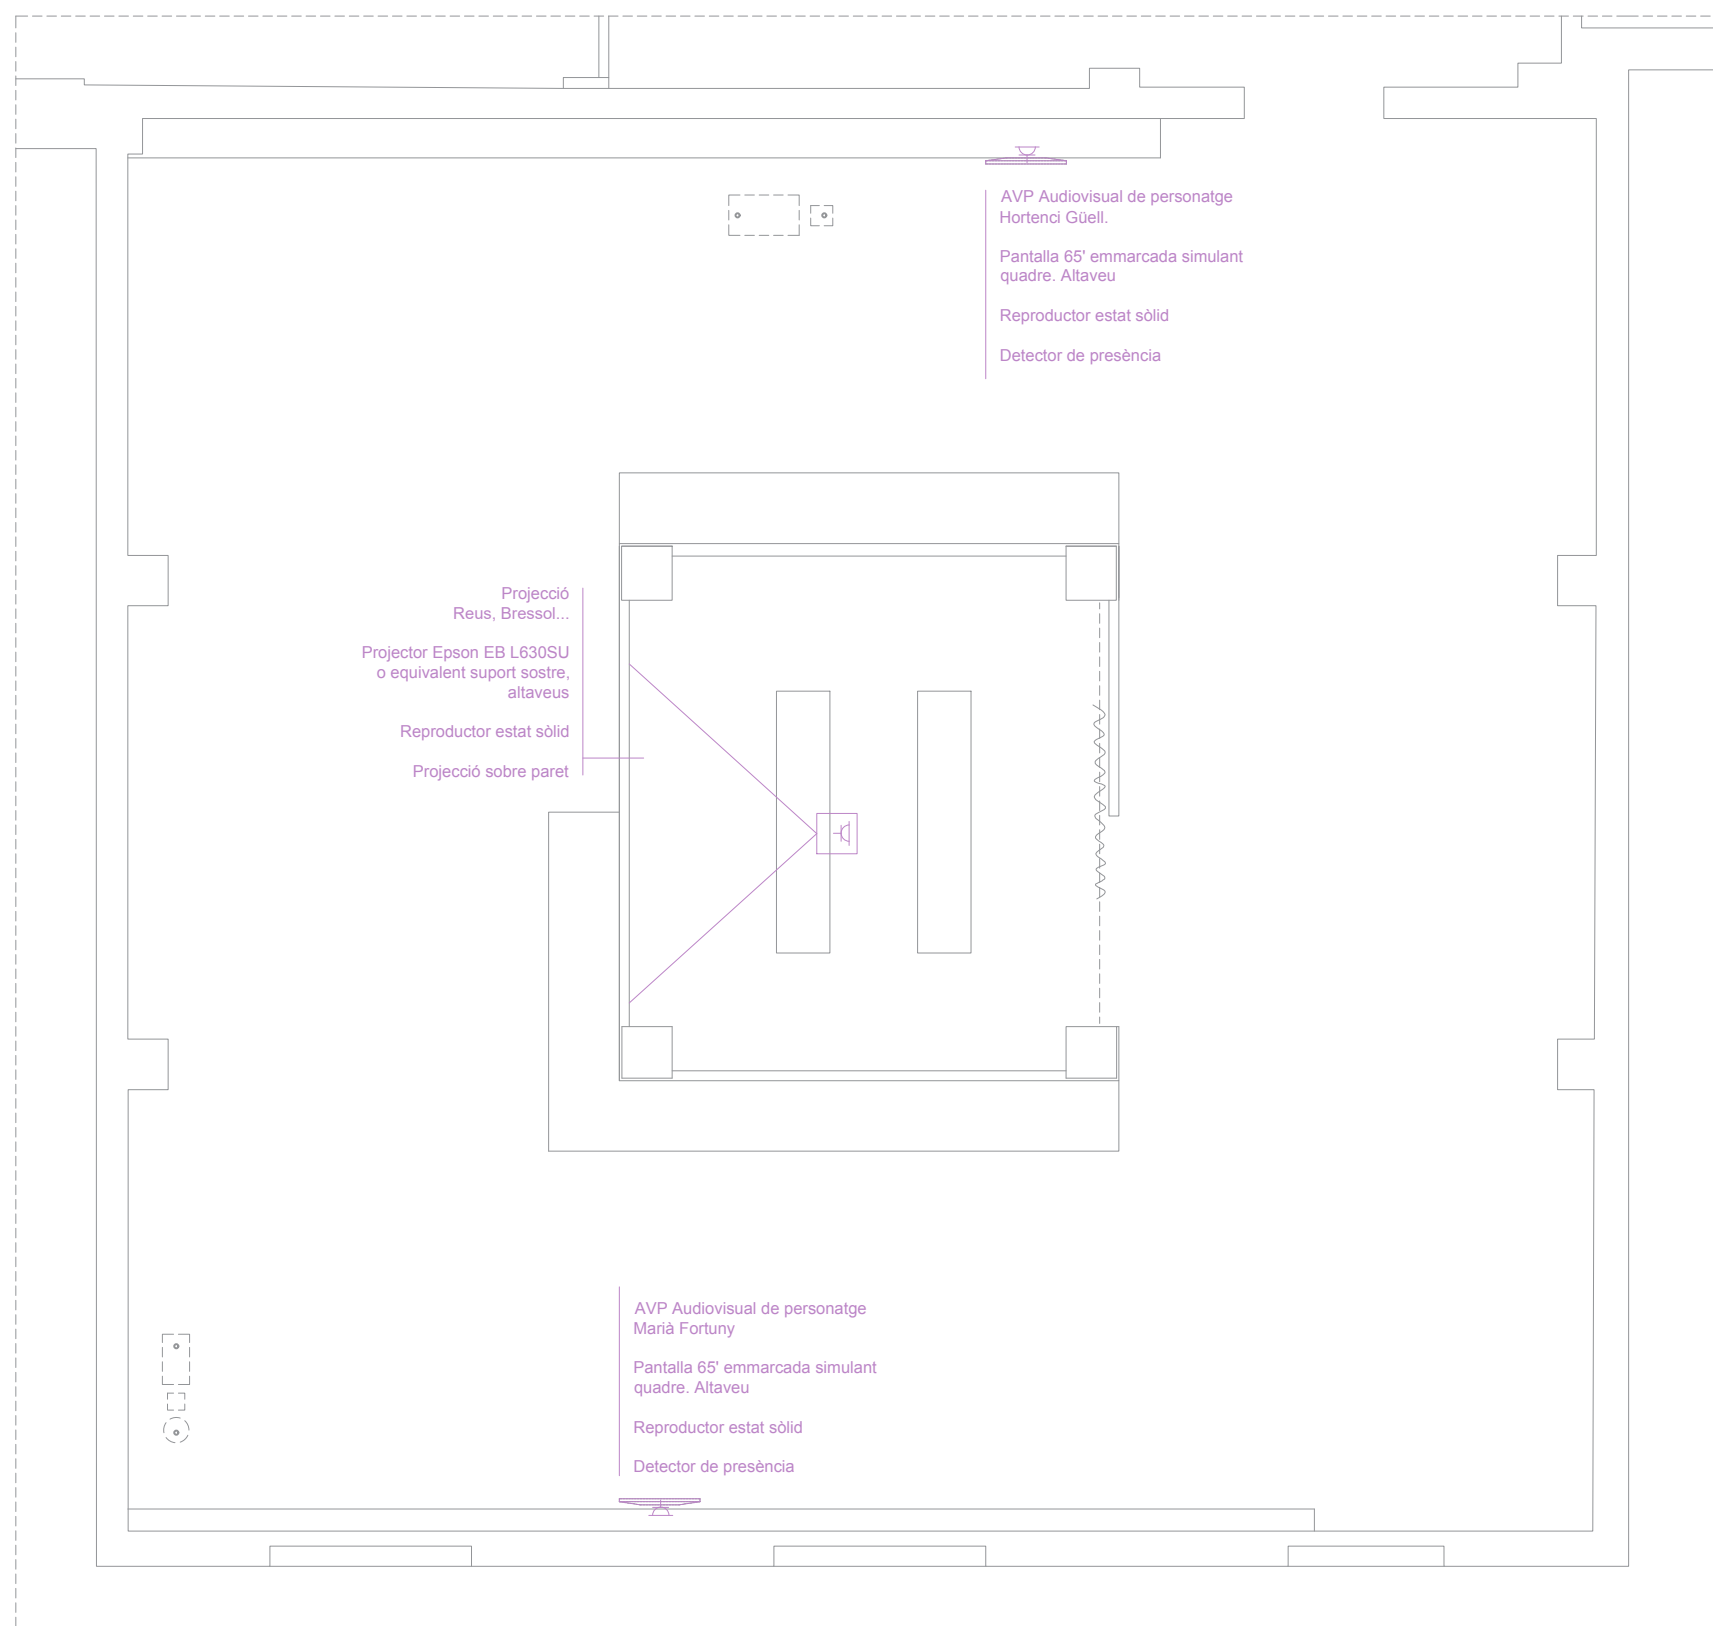 AVP Audiovisual de personatge
Hortenci Güell.
Pantalla 65' emmarcada simulant
quadre. Altaveu
Reproductor estat sòlid
Detector de presència
Projecció
Reus, Bressol...
Projector Epson EB L630SU
o equivalent suport sostre,
altaveus
Reproductor estat sòlid
Projecció sobre paret
AVP Audiovisual de personatge
Marià Fortuny
Pantalla 65' emmarcada simulant
quadre. Altaveu
Reproductor estat sòlid
Detector de presència